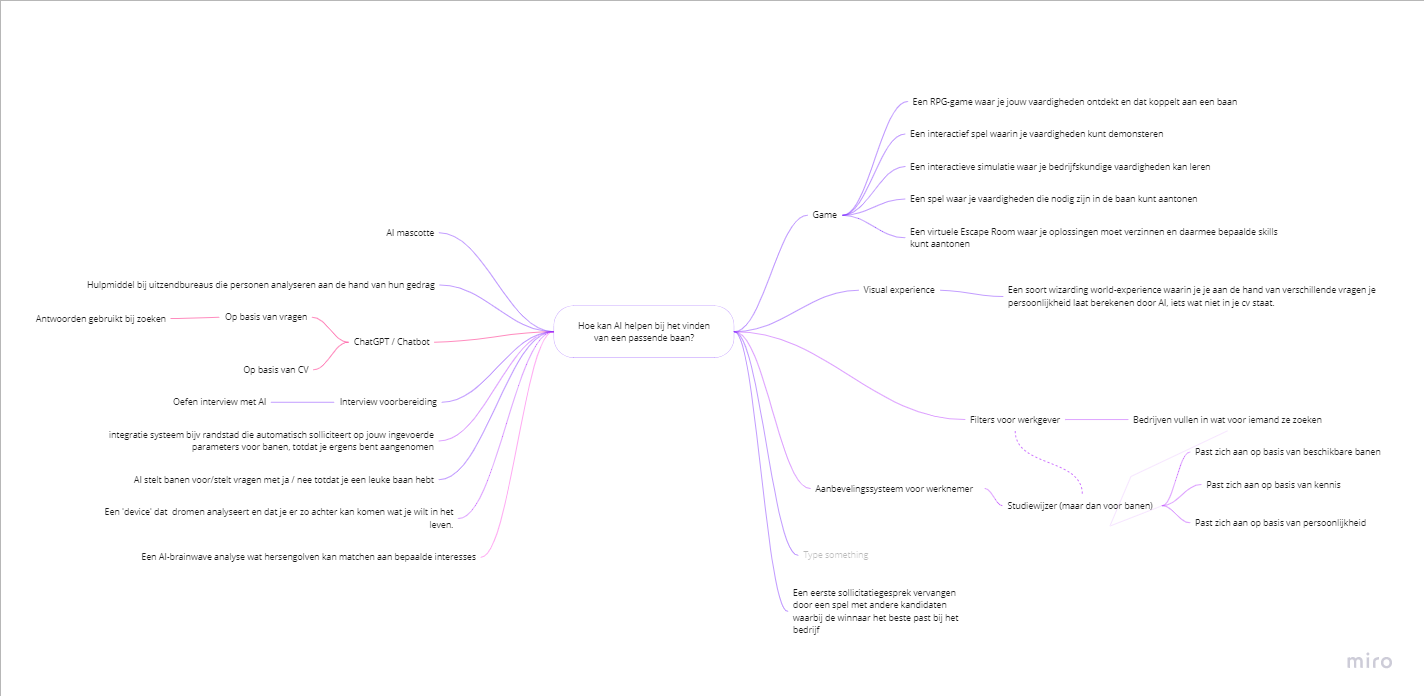 Een RPG-game waar je jouw vaardigheden ontdekt en dat koppelt aan een baan
Een interactief spel waarin je vaardigheden kunt demonsteren
Een interactieve simulatie waar je bedrijfskundige vaardigheden kan leren
Een spel waar je vaardigheden die nodig zijn in de baan kunt aantonen
Game
Een virtuele Escape Room waar je oplossingen moet verzinnen en daarmee bepaalde skills
kunt aantonen
AI mascotte
Hulpmiddel bij uitzendbureaus die personen analyseren aan de hand van hun gedrag
Visual experience
Een soort wizarding world-experience waarin je je aan de hand van verschillende vragen je
persoonlijkheid laat berekenen door AI, iets wat niet in je cv staat.
Antwoorden gebruikt bij zoeken
Op basis van vragen
Hoe kan AI helpen bij het vinden
van een passende baan?
ChatGPT / Chatbot
Op basis van CV
Oefen interview met AI
Interview voorbereiding
Filters voor werkgever
Bedrijven vullen in wat voor iemand ze zoeken
integratie systeem bijv randstad die automatisch solliciteert op jouw ingevoerde
parameters voor banen, totdat je ergens bent aangenomen
Past zich aan op basis van beschikbare banen
AI stelt banen voor/stelt vragen met ja / nee totdat je een leuke baan hebt
Aanbevelingssysteem voor werknemer
Past zich aan op basis van kennis
Studiewijzer (maar dan voor banen)
Een 'device' dat  dromen analyseert en dat je er zo achter kan komen wat je wilt in het
leven.
Past zich aan op basis van persoonlijkheid
Een AI-brainwave analyse wat hersengolven kan matchen aan bepaalde interesses
Type something
Een eerste sollicitatiegesprek vervangen
door een spel met andere kandidaten
waarbij de winnaar het beste past bij het
bedrijf
miro